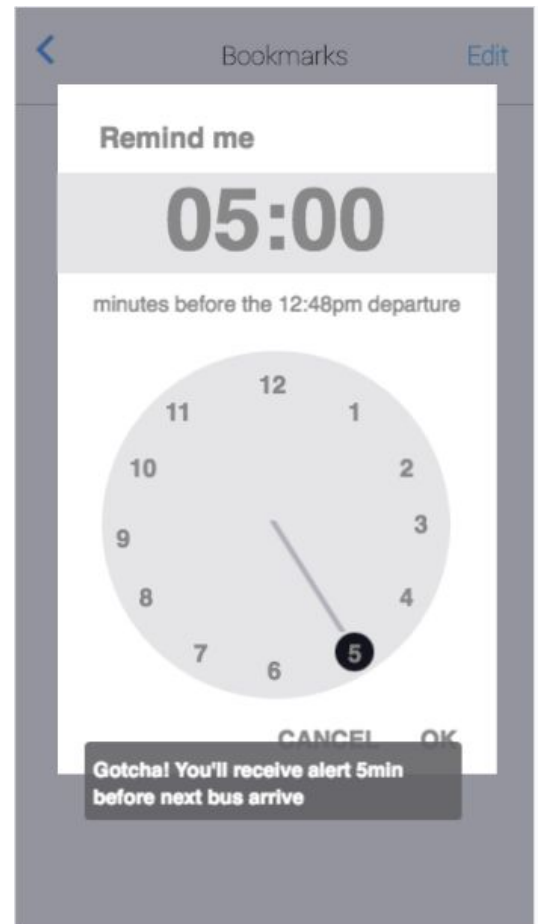 Bookmarks Edit
Remind me
05:00
minutes before the 12:48pm departure
12
11 1
10 2
9 3
8 4
7 5
6
CANCEL OK
Gotcha! You'll receive alert 5min
before next bus arrive